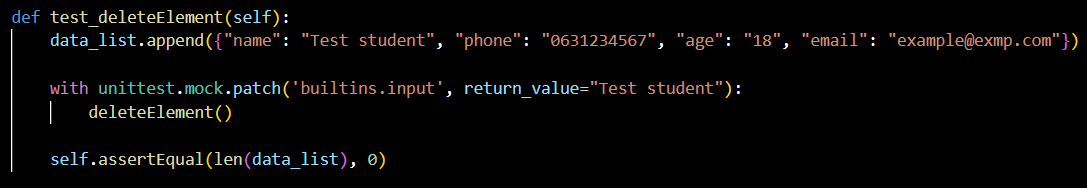 def test_deleteElement(self):
data_list.append({"name": "Test student", "phone": "0631234567", "age": "18", "email": "example@exmp.com"})
with unittest.mock.patch('builtins.input', return_value="Test student"):
deleteElement()
self.assertEqual(len(data_list), 0)